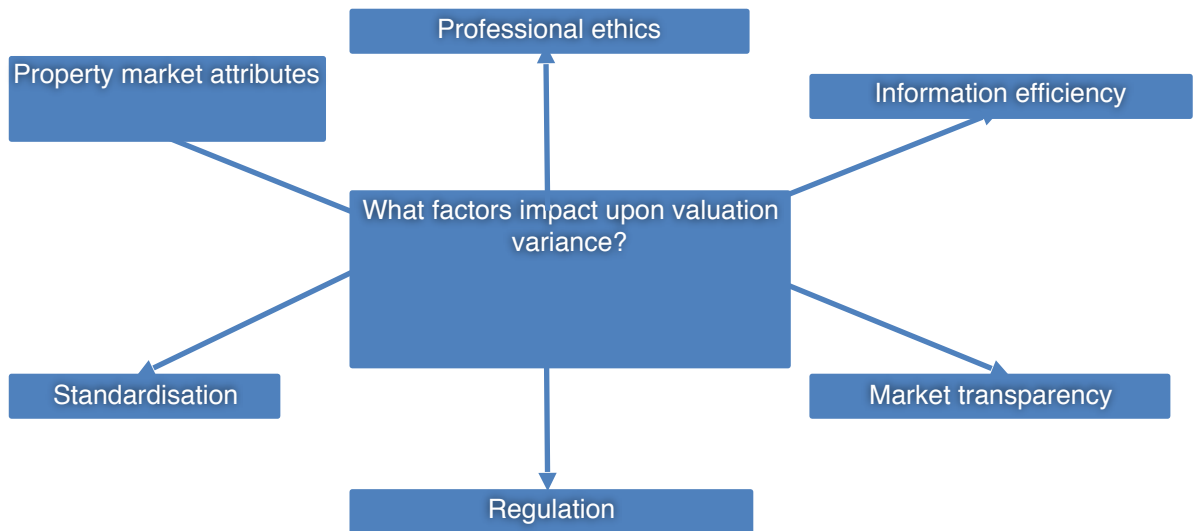 Professional ethics
Property market attributes
Information efficiency
What factors impact upon valuation
variance?
Standardisation
Market transparency
Regulation